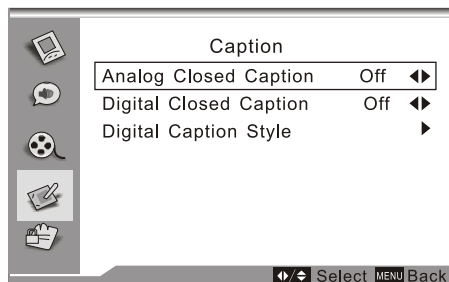 Caption
Analog Closed Caption Off
Digital Closed Caption Off
Digital Caption Style
Select MENU Back